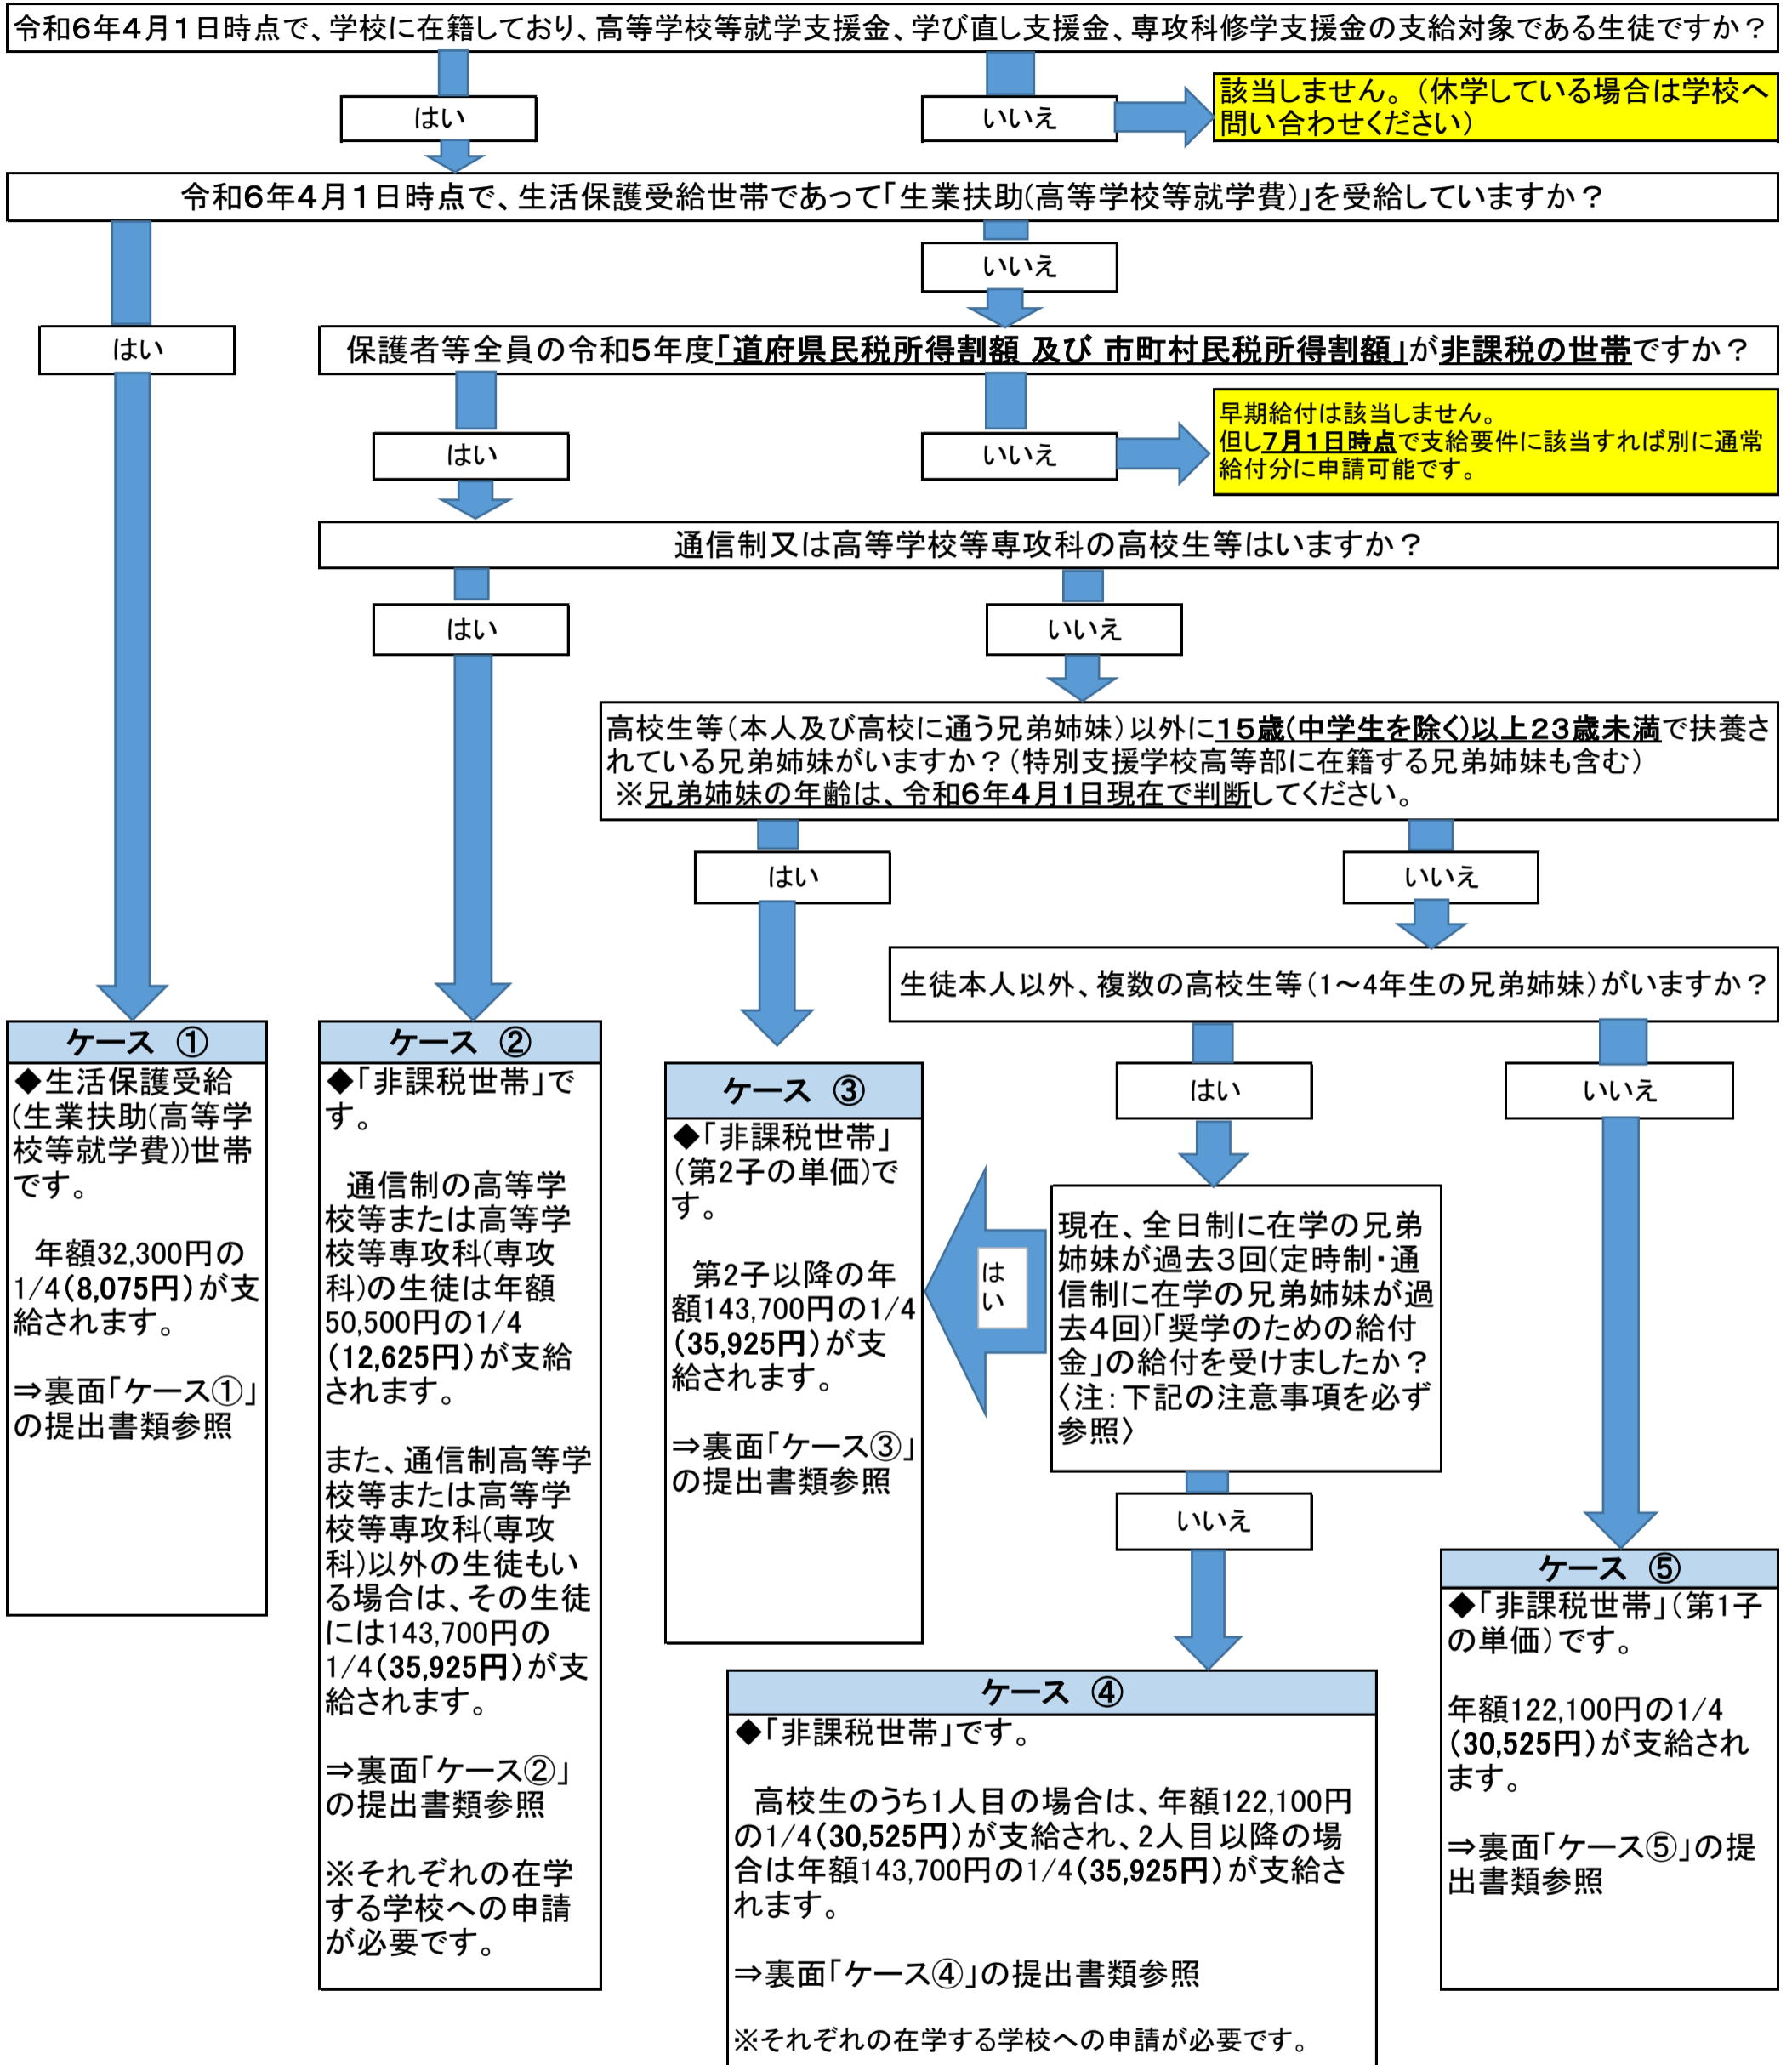 令和6年4月1日時点で、学校に在籍しており、高等学校等就学支援金、学び直し支援金、専攻科修学支援金の支給対象である生徒ですか？
はい
いいえ
該当しません。（休学している場合は学校へ
問い合わせください）
令和6年4月1日時点で、生活保護受給世帯であって「生業扶助(高等学校等就学費)」を受給していますか？
いいえ
はい
保護者等全員の令和5年度「道府県民税所得割額 及び 市町村民税所得割額」が非課税の世帯ですか？
はい
いいえ
早期給付は該当しません。
但し7月1日時点で支給要件に該当すれば別に通常
給付分に申請可能です。
通信制又は高等学校等専攻科の高校生等はいますか？
はい
いいえ
高校生等（本人及び高校に通う兄弟姉妹）以外に15歳(中学生を除く)以上23歳未満で扶養さ
れている兄弟姉妹がいますか？（特別支援学校高等部に在籍する兄弟姉妹も含む）
※兄弟姉妹の年齢は、令和6年4月1日現在で判断してください。
はい
いいえ
生徒本人以外、複数の高校生等（1～4年生の兄弟姉妹）がいますか？
はい
いいえ
ケース ①
◆生活保護受給
(生業扶助(高等学
校等就学費))世帯
です。
年額32,300円の
1/4(8,075円)が支
給されます。
⇒裏面「ケース①」
の提出書類参照
ケース ②
◆「非課税世帯」で
す。
通信制の高等学
校等または高等学
校等専攻科(専攻
科)の生徒は年額
50,500円の1/4
(12,625円)が支給
されます。
また、通信制高等学
校等または高等学
校等専攻科(専攻
科)以外の生徒もい
る場合は、その生徒
には143,700円の
1/4(35,925円)が支
給されます。
⇒裏面「ケース②」
の提出書類参照
※それぞれの在学
する学校への申請
が必要です。
ケース ③
◆「非課税世帯」
（第2子の単価）で
す。
第2子以降の年
額143,700円の1/4
(35,925円)が支
給されます。
⇒裏面「ケース③」
の提出書類参照
は
い
現在、全日制に在学の兄弟
姉妹が過去3回(定時制・通
信制に在学の兄弟姉妹が過
去4回)「奨学のための給付
金」の給付を受けましたか？
〈注：下記の注意事項を必ず
参照〉
いいえ
ケース ④
◆「非課税世帯」です。
高校生のうち1人目の場合は、年額122,100円
の1/4(30,525円)が支給され、2人目以降の場
合は年額143,700円の1/4(35,925円)が支給さ
れます。
⇒裏面「ケース④」の提出書類参照
※それぞれの在学する学校への申請が必要です。
ケース ⑤
◆「非課税世帯」（第1子
の単価）です。
年額122,100円の1/4
(30,525円)が支給され
ます。
⇒裏面「ケース⑤」の提
出書類参照